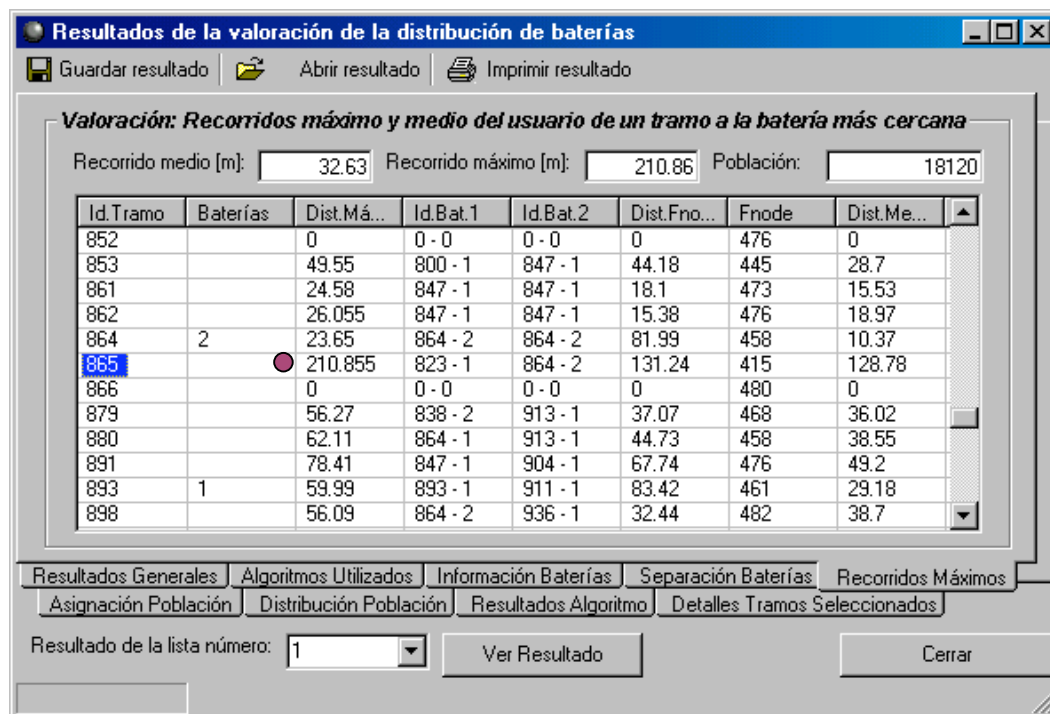 Resultados de la valoración de la distribución de baterías
Guardar resultado Abrir resultado Imprimir resultado
Valoración: Recorridos máximo y medio del usuario de un tramo a la batería más cercana
Recorrido medio [m]: 32.63 Recorrido máximo [m]: 210.86 Población: 18120
Id.Tramo Baterías Dist.Má... Id.Bat.1 Id.Bat.2 Dist.Fno... Fnode Dist.Me...
852 0 0 - 0 0 - 0 0 476 0
853 49.55 800 - 1 847 - 1 44.18 445 28.7
861 24.58 847 - 1 847 - 1 18.1 473 15.53
862 26.055 847 - 1 847 - 1 15.38 476 18.97
864 2 23.65 864 - 2 864 - 2 81.99 458 10.37
865 210.855 823 - 1 864 - 2 131.24 415 128.78
866 0 0 - 0 0 - 0 0 480 0
879 56.27 838 - 2 913 - 1 37.07 468 36.02
880 62.11 864 - 1 913 - 1 44.73 458 38.55
891 78.41 847 - 1 904 - 1 67.74 476 49.2
893 1 59.99 893 - 1 911 - 1 83.42 461 29.18
898 56.09 864 - 2 936 - 1 32.44 482 38.7
Resultados Generales Algoritmos Utilizados Información Baterías Separación Baterías Recorridos Máximos
Asignación Población Distribución Población Resultados Algoritmo Detalles Tramos Seleccionados
Resultado de la lista número: 1 Ver Resultado Cerrar